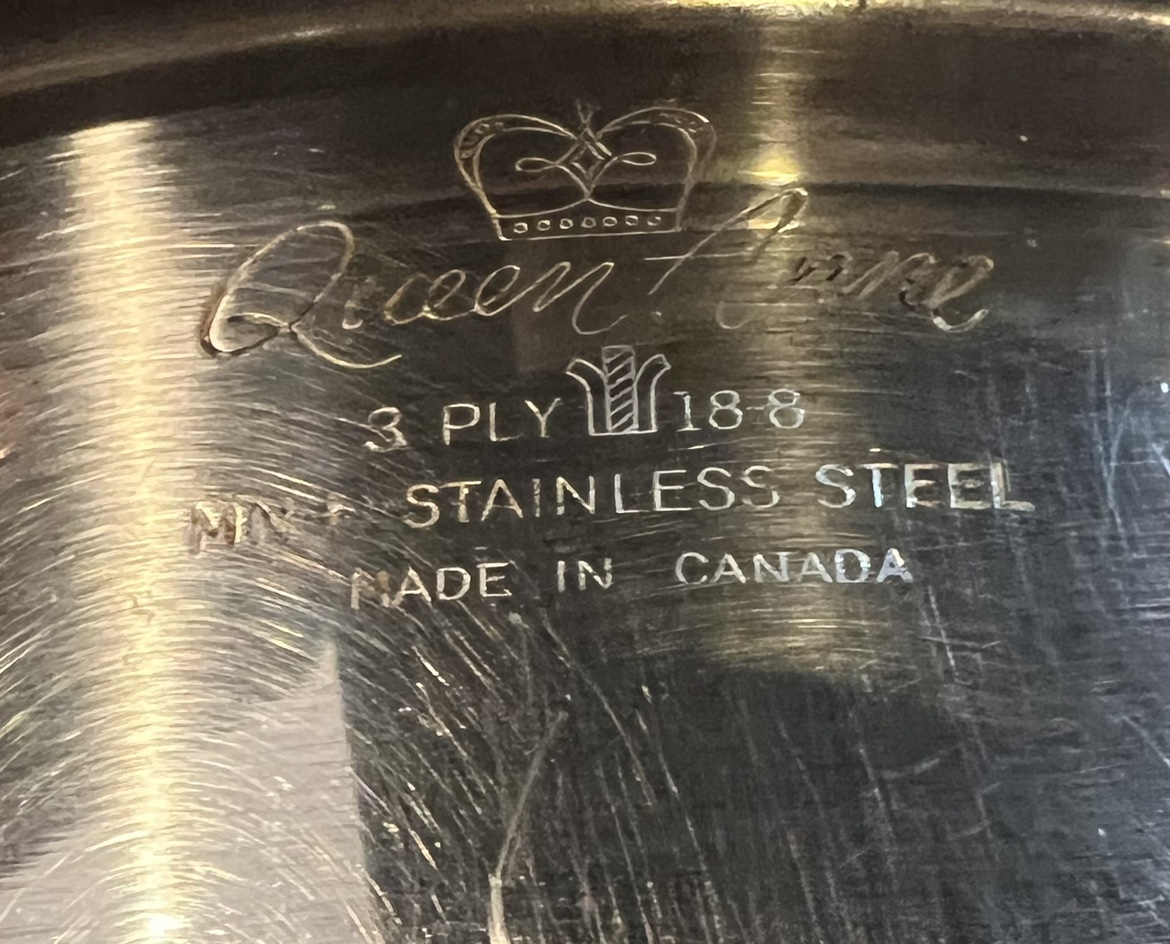 Queen Anne
3 PLY 18-8
STAINLESS STEEL
MADE IN CANADA